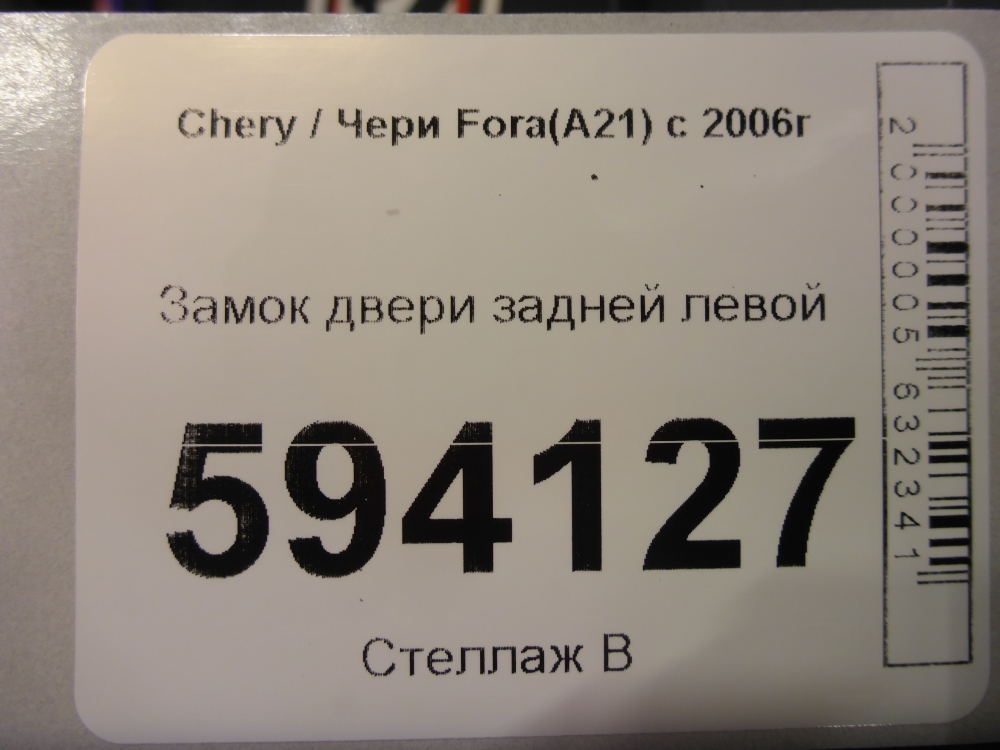 Chery / Чери Fora(A21) с 2006г
Замок двери задней левой
594127
Стеллаж В
2000005632341